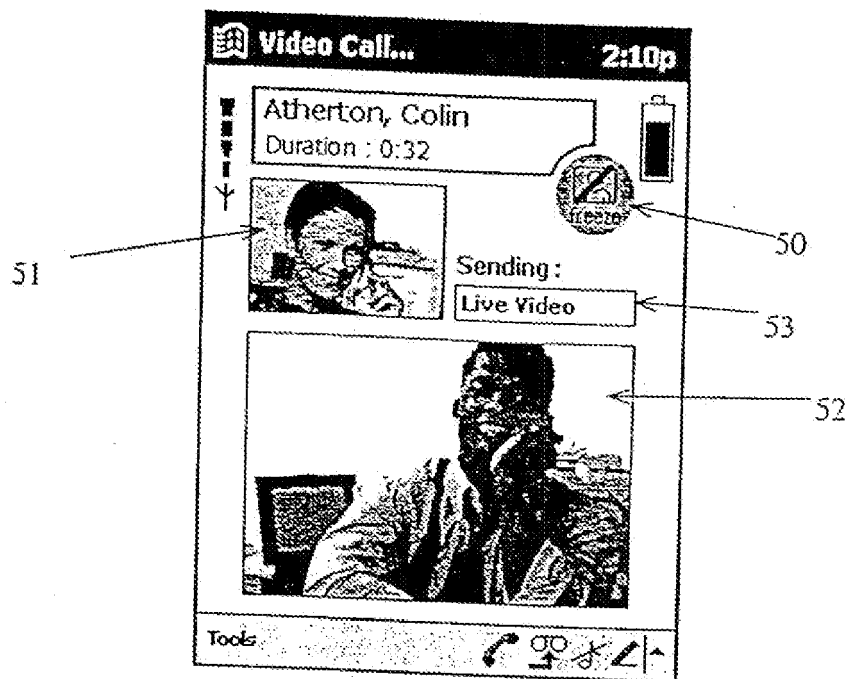 Video Call... 2:10p
Atherton, Colin
Duration : 0:32
freeze
50
51
Sending :
Live Video
53
52
Tools